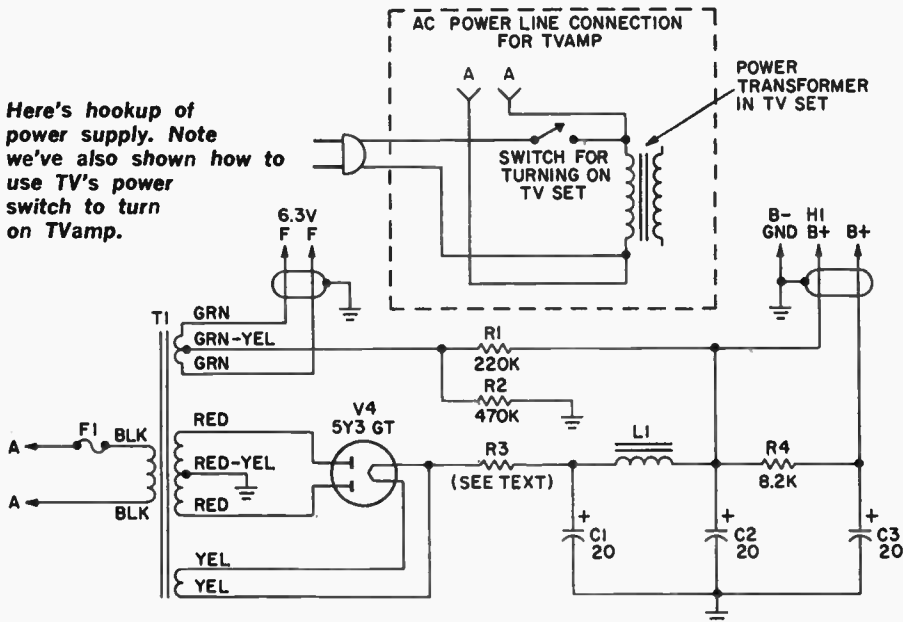 AC POWER LINE CONNECTION
FOR TVAMP
A A
POWER
TRANSFORMER
IN TV SET
Here's hookup of
power supply. Note
we've also shown how to
use TV's power
switch to turn
on TVamp.
SWITCH FOR
TURNING ON
TV SET
6.3V
F F
B- HI
GND B+ B+
T1
GRN
GRN-YEL
GRN
R1
220K
R2
470K
F1
A
BLK
A
BLK
RED
RED-YEL
RED
V4
5Y3 GT
R3
(SEE TEXT)
L1
R4
8.2K
+
C1
20
+
C2
20
+
C3
20
YEL
YEL